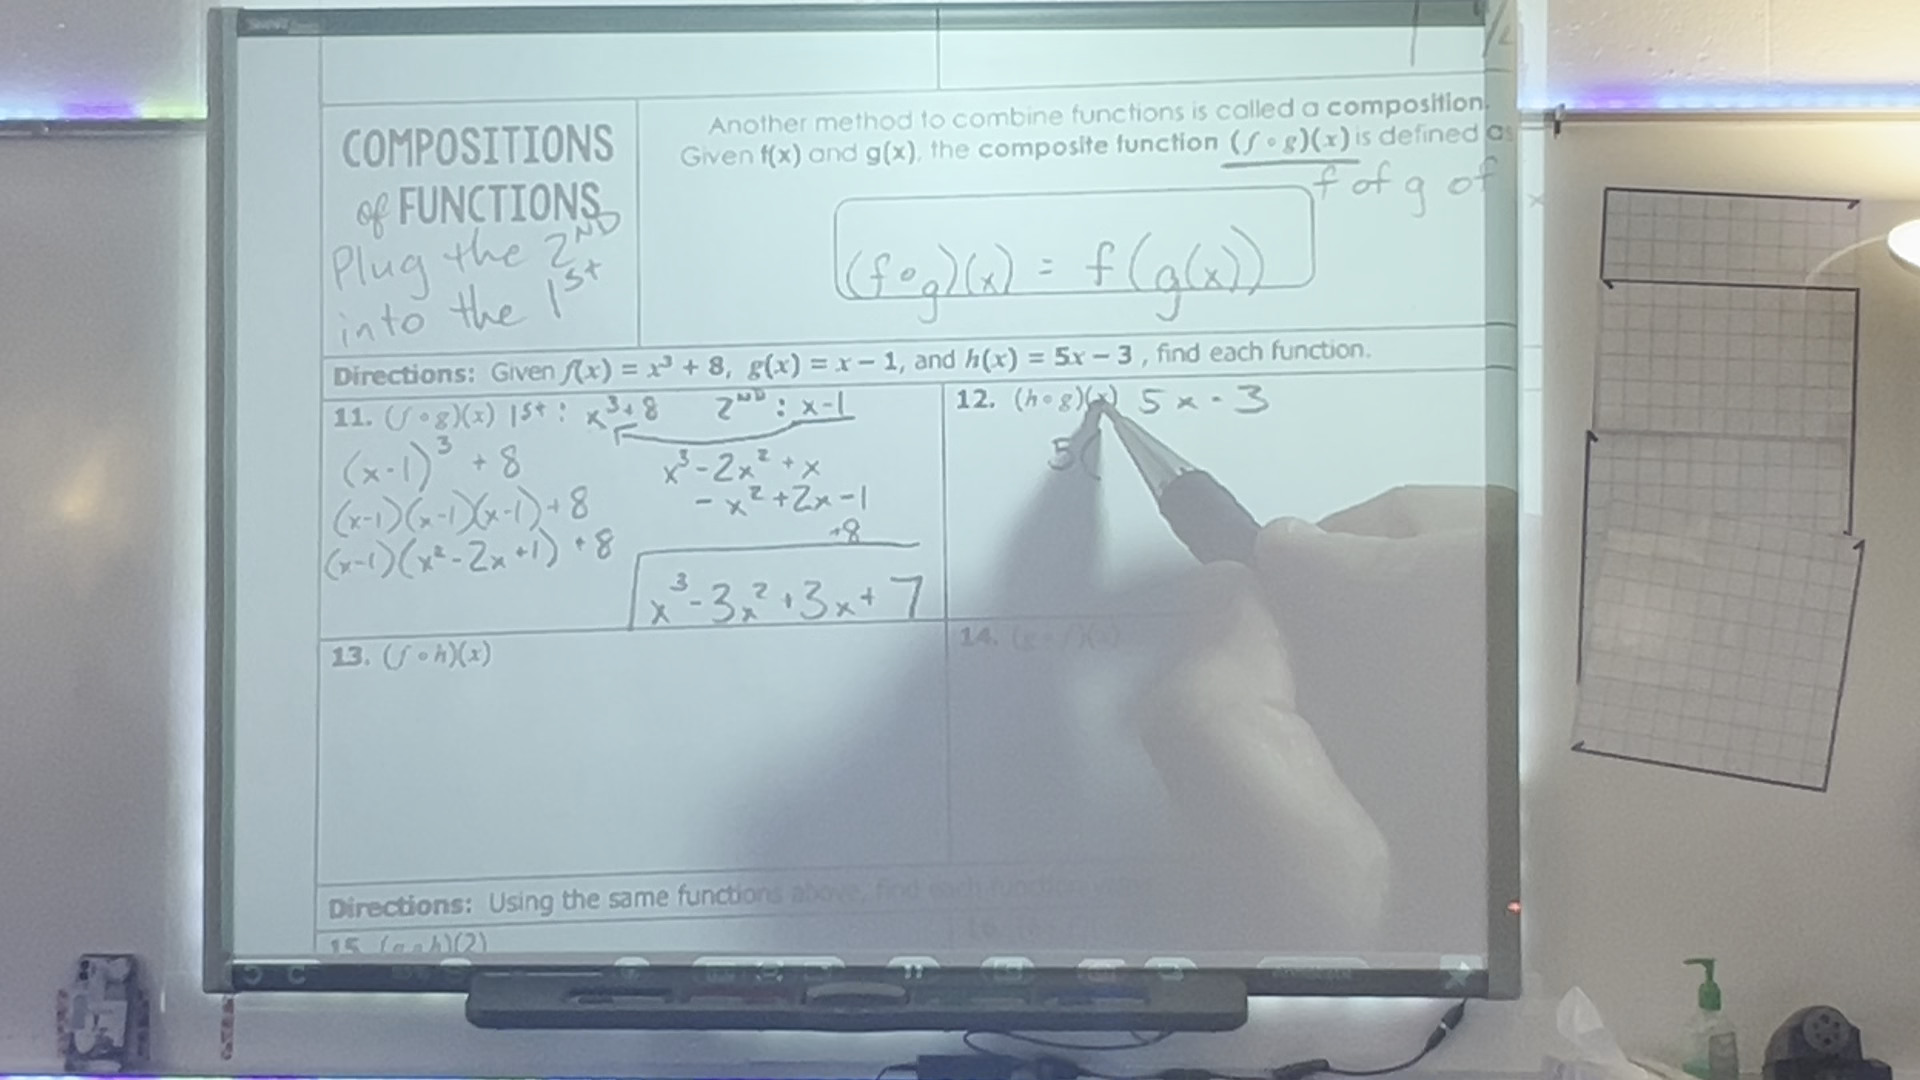 Another method to combine functions is called a composition.
Given f(x) and g(x), the composite function (f ∘ g)(x) is defined as
f of g of x
COMPOSITIONS
of FUNCTIONS
Plug the 2ND
into the 1st
(f∘g)(x) = f(g(x))
Directions: Given f(x) = x³ + 8, g(x) = x − 1, and h(x) = 5x − 3, find each function.
11. (f ∘ g)(x) 1st: x³+8 2ND: x-1
(x-1)³ + 8
(x-1)(x-1)(x-1)+8
(x-1)(x²-2x+1) + 8
x³-2x²+x
-x²+2x-1
+8
x³-3x²+3x+7
12. (h ∘ g)(x) 5x-3
5(
13. (f ∘ h)(x)
14.
Directions: Using the same functions above, find each function
15. (g ∘ h)(2)
16.